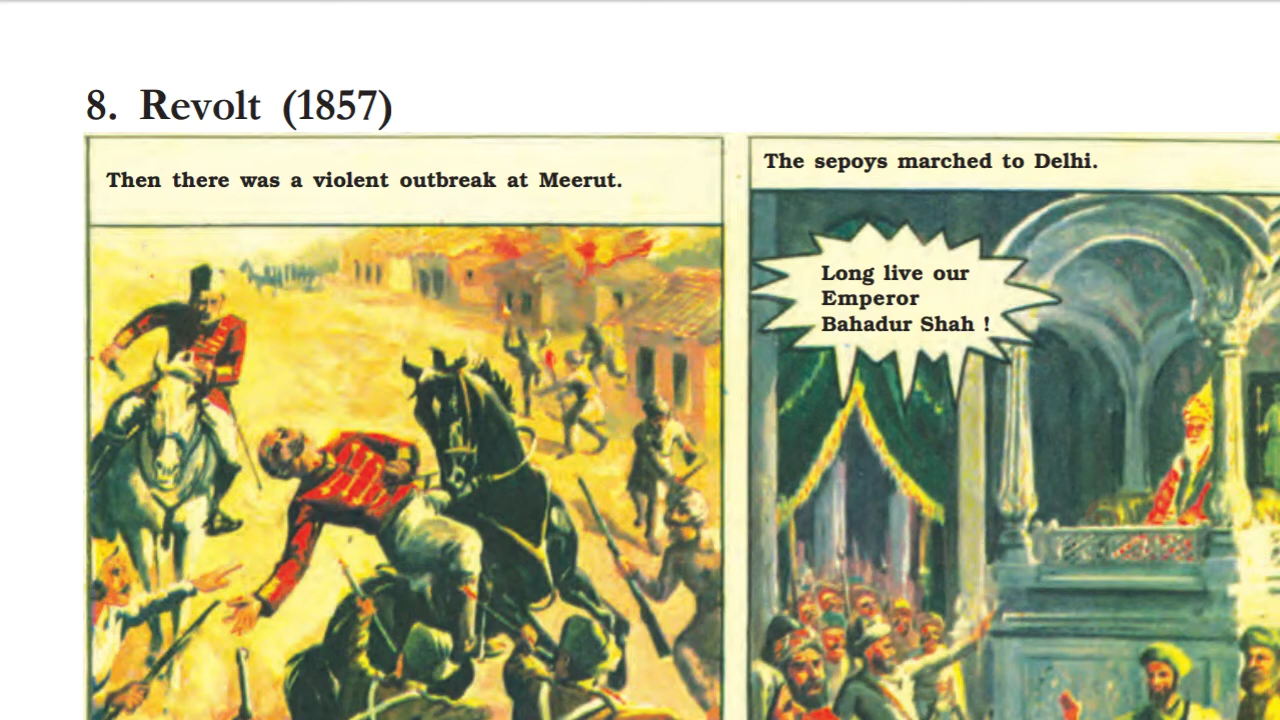 8. Revolt (1857)
Then there was a violent outbreak at Meerut.
The sepoys marched to Delhi.
Long live our
Emperor
Bahadur Shah !